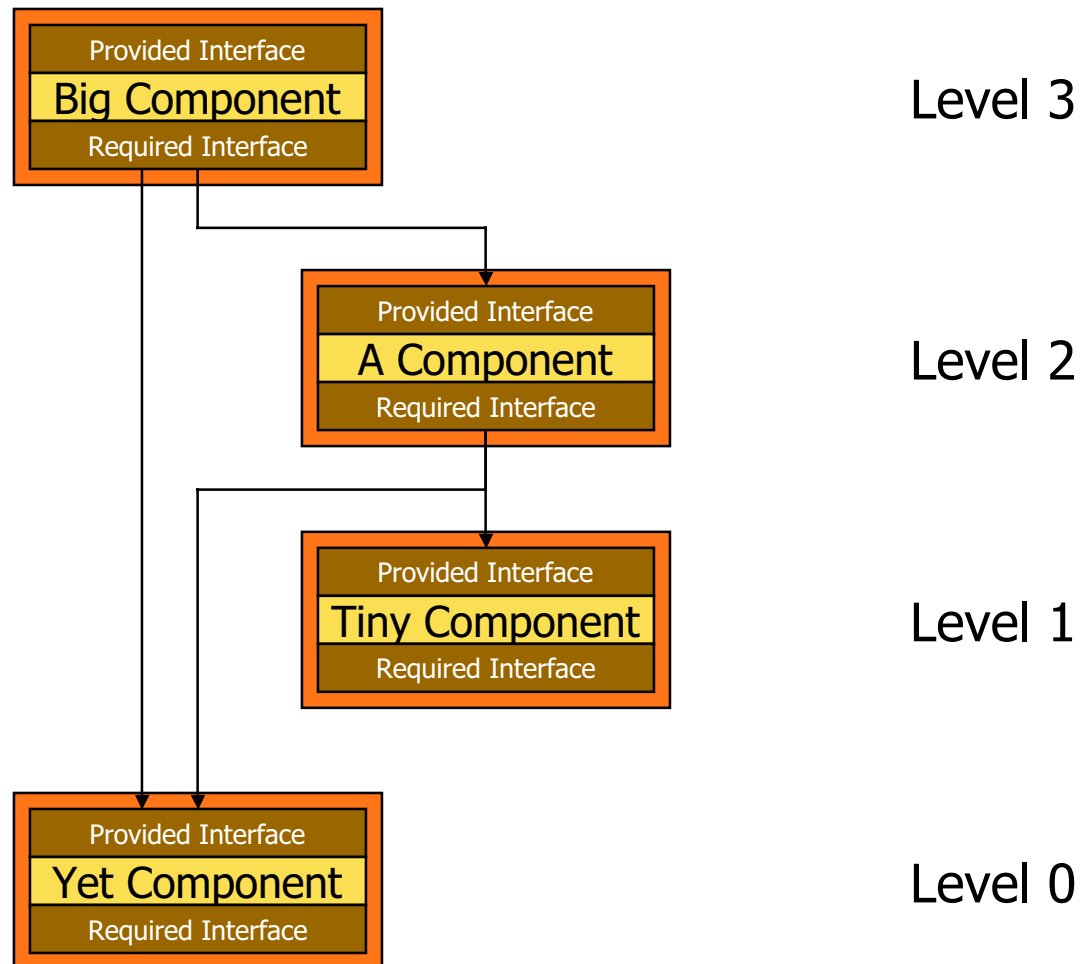 Provided Interface
Big Component
Required Interface
Level 3
Provided Interface
A Component
Required Interface
Level 2
Provided Interface
Tiny Component
Required Interface
Level 1
Provided Interface
Yet Component
Required Interface
Level 0